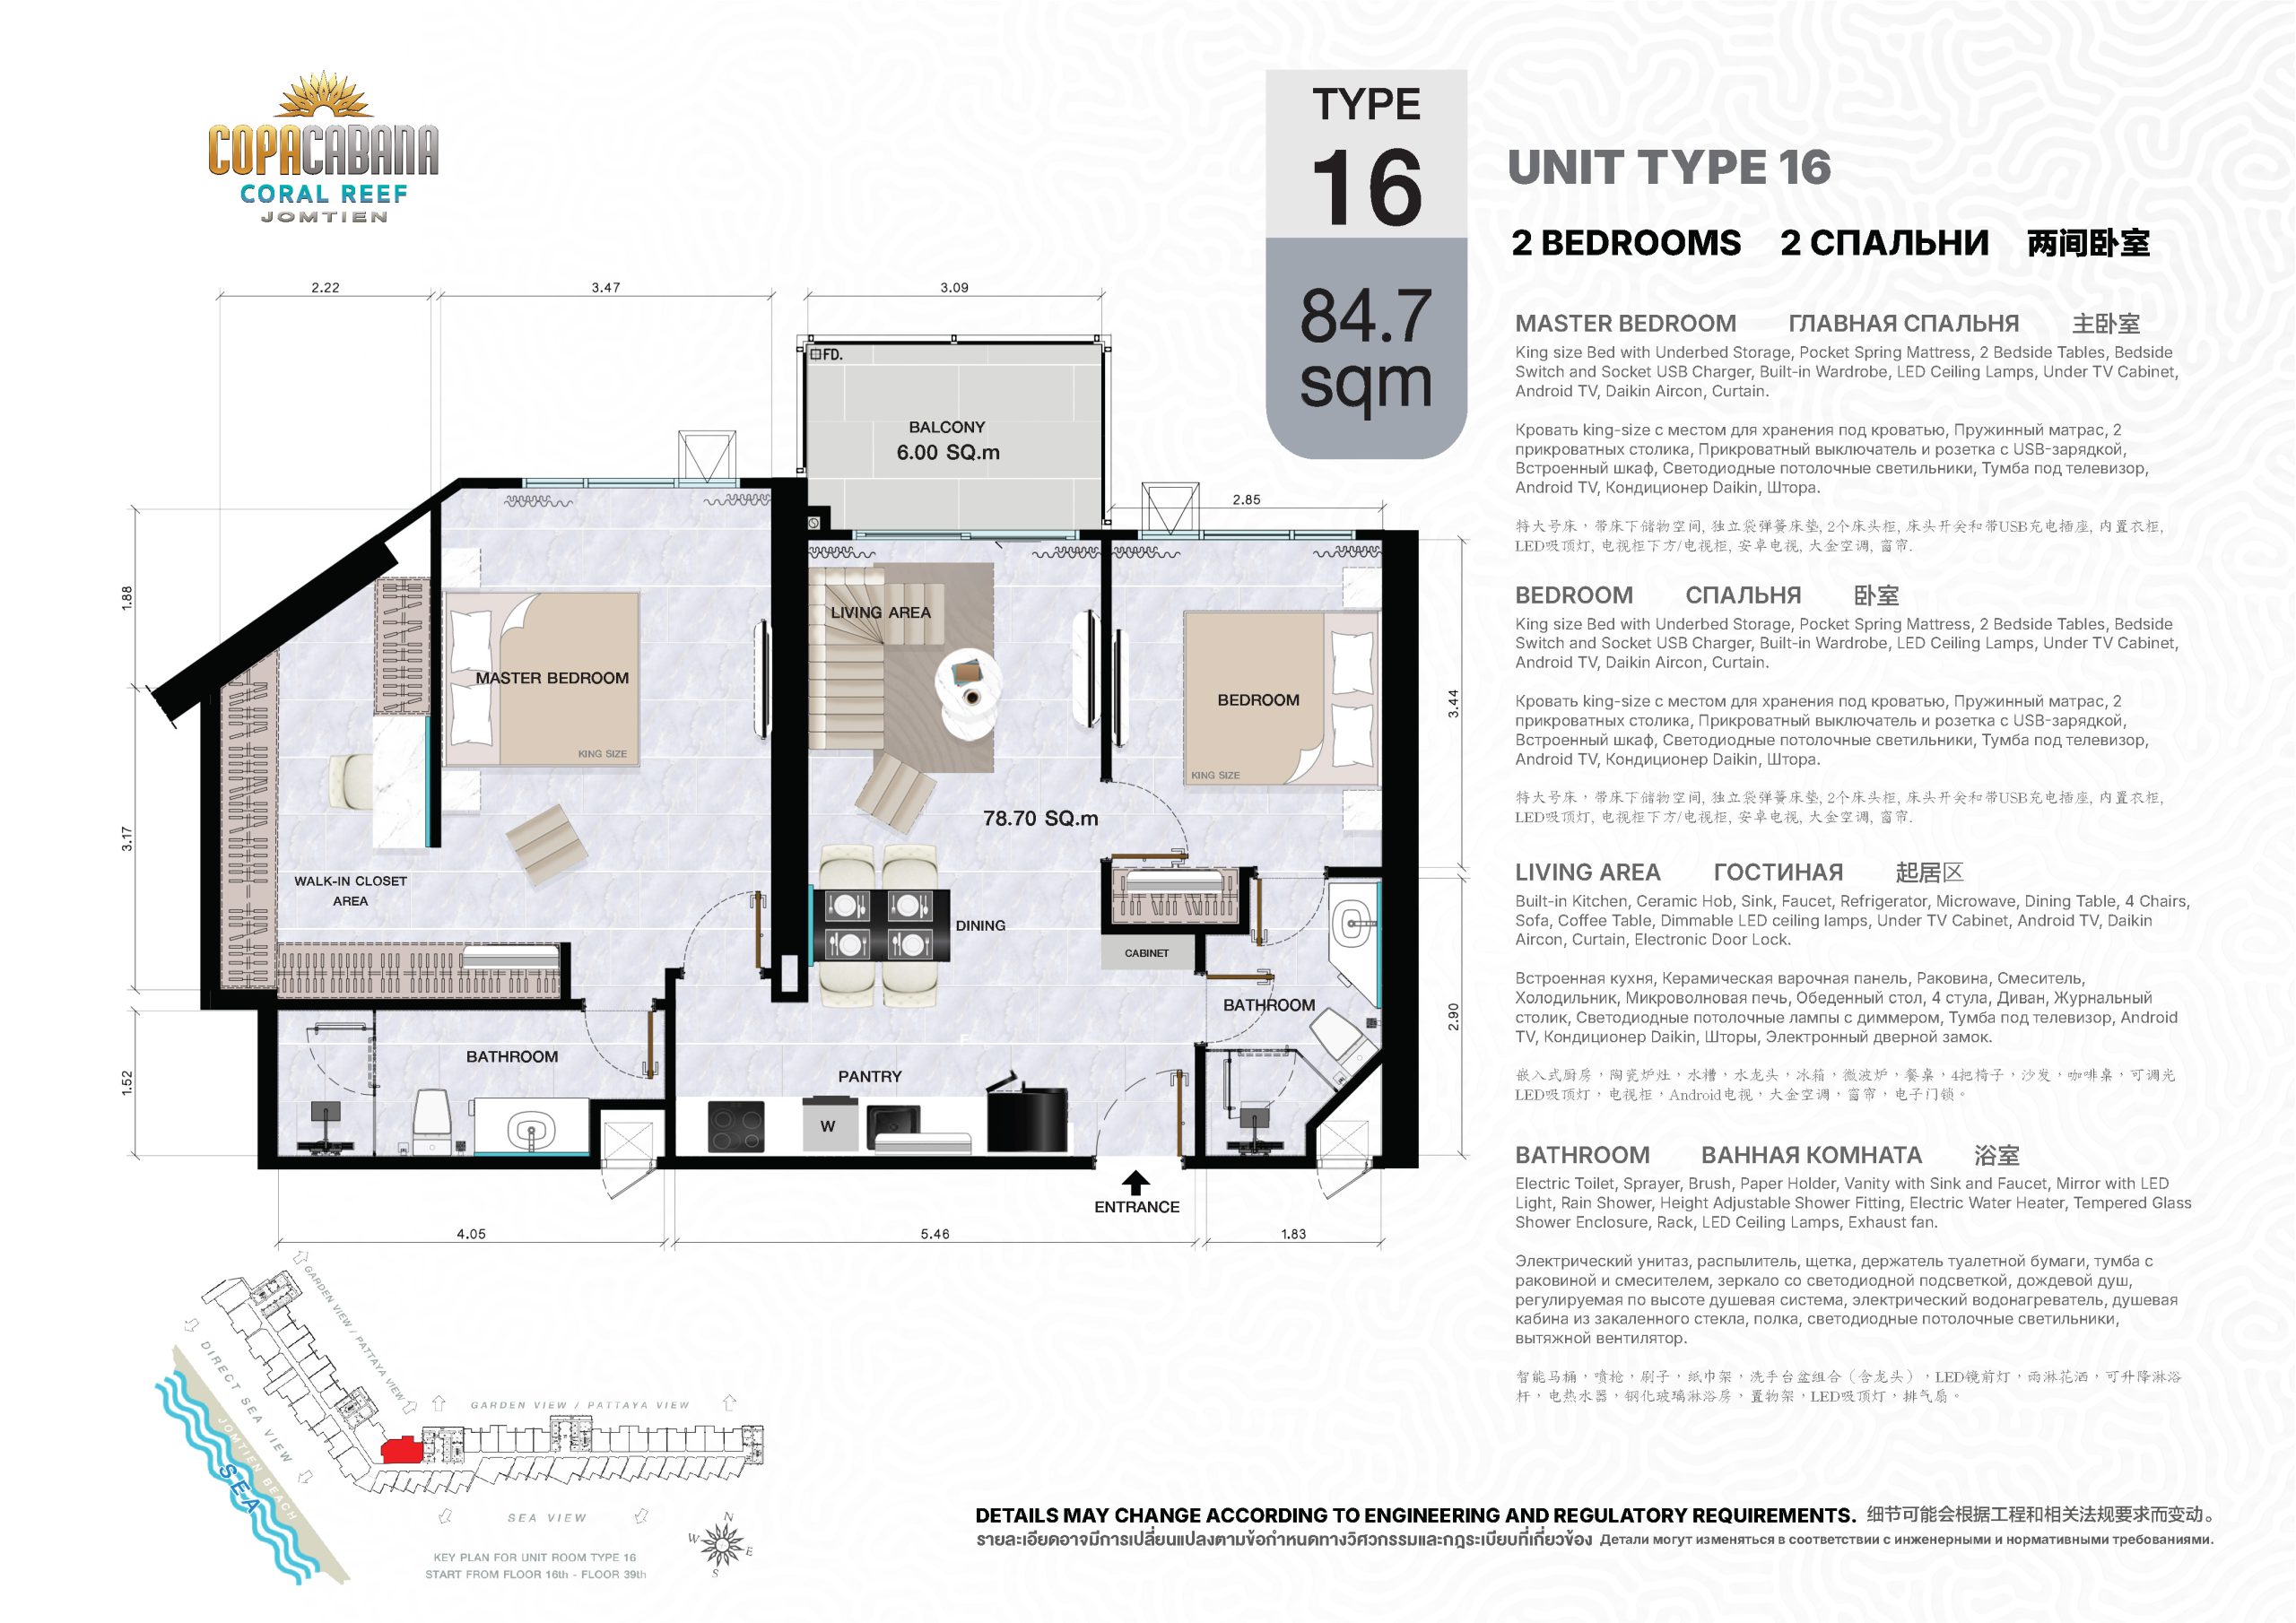 COPACABANA
CORAL REEF
JOMTIEN
TYPE
16
84.7
sqm
UNIT TYPE 16
2 BEDROOMS 2 СПАЛЬНИ 两间卧室
MASTER BEDROOM ГЛАВНАЯ СПАЛЬНЯ 主卧室
King size Bed with Underbed Storage, Pocket Spring Mattress, 2 Bedside Tables, Bedside
Switch and Socket USB Charger, Built-in Wardrobe, LED Ceiling Lamps, Under TV Cabinet,
Android TV, Daikin Aircon, Curtain.
Кровать king-size с местом для хранения под кроватью, Пружинный матрас, 2
прикроватных столика, Прикроватный выключатель и розетка с USB-зарядкой,
Встроенный шкаф, Светодиодные потолочные светильники, Тумба под телевизор,
Android TV, Кондиционер Daikin, Штора.
特大号床，带床下储物空间, 独立袋弹簧床垫, 2个床头柜, 床头开关和带USB充电插座, 内置衣柜,
LED吸顶灯, 电视柜下方/电视柜, 安卓电视, 大金空调, 窗帘.
BEDROOM СПАЛЬНЯ 卧室
King size Bed with Underbed Storage, Pocket Spring Mattress, 2 Bedside Tables, Bedside
Switch and Socket USB Charger, Built-in Wardrobe, LED Ceiling Lamps, Under TV Cabinet,
Android TV, Daikin Aircon, Curtain.
Кровать king-size с местом для хранения под кроватью, Пружинный матрас, 2
прикроватных столика, Прикроватный выключатель и розетка с USB-зарядкой,
Встроенный шкаф, Светодиодные потолочные светильники, Тумба под телевизор,
Android TV, Кондиционер Daikin, Штора.
特大号床，带床下储物空间, 独立袋弹簧床垫, 2个床头柜, 床头开关和带USB充电插座, 内置衣柜,
LED吸顶灯, 电视柜下方/电视柜, 安卓电视, 大金空调, 窗帘.
LIVING AREA ГОСТИНАЯ 起居区
Built-in Kitchen, Ceramic Hob, Sink, Faucet, Refrigerator, Microwave, Dining Table, 4 Chairs,
Sofa, Coffee Table, Dimmable LED ceiling lamps, Under TV Cabinet, Android TV, Daikin
Aircon, Curtain, Electronic Door Lock.
Встроенная кухня, Керамическая варочная панель, Раковина, Смеситель,
Холодильник, Микроволновая печь, Обеденный стол, 4 стула, Диван, Журнальный
столик, Светодиодные потолочные лампы с диммером, Тумба под телевизор, Android
TV, Кондиционер Daikin, Шторы, Электронный дверной замок.
嵌入式厨房，陶瓷炉灶，水槽，水龙头，冰箱，微波炉，餐桌，4把椅子，沙发，咖啡桌，可调光
LED吸顶灯，电视柜，Android电视，大金空调，窗帘，电子门锁。
BATHROOM ВАННАЯ КОМНАТА 浴室
Electric Toilet, Sprayer, Brush, Paper Holder, Vanity with Sink and Faucet, Mirror with LED
Light, Rain Shower, Height Adjustable Shower Fitting, Electric Water Heater, Tempered Glass
Shower Enclosure, Rack, LED Ceiling Lamps, Exhaust fan.
Электрический унитаз, распылитель, щетка, держатель туалетной бумаги, тумба с
раковиной и смесителем, зеркало со светодиодной подсветкой, дождевой душ,
регулируемая по высоте душевая система, электрический водонагреватель, душевая
кабина из закаленного стекла, полка, светодиодные потолочные светильники,
вытяжной вентилятор.
智能马桶，喷枪，刷子，纸巾架，洗手台盆组合（含龙头），LED镜前灯，雨淋花洒，可升降淋浴
杆，电热水器，钢化玻璃淋浴房，置物架，LED吸顶灯，排气扇。
2.22
3.47
3.09
FD.
BALCONY
6.00 SQ.m
2.85
1.88
3.17
1.52
3.44
2.90
LIVING AREA
MASTER BEDROOM
KING SIZE
BEDROOM
KING SIZE
78.70 SQ.m
WALK-IN CLOSET
AREA
DINING
CABINET
BATHROOM
BATHROOM
PANTRY
W
ENTRANCE
4.05
5.46
1.83
GARDEN VIEW / PATTAYA VIEW
DIRECT SEA VIEW
JOMTIEN BEACH
SEA
GARDEN VIEW / PATTAYA VIEW
SEA VIEW
N
W
E
S
KEY PLAN FOR UNIT ROOM TYPE 16
START FROM FLOOR 16th - FLOOR 39th
DETAILS MAY CHANGE ACCORDING TO ENGINEERING AND REGULATORY REQUIREMENTS. 细节可能会根据工程和相关法规要求而变动。
รายละเอียดอาจมีการเปลี่ยนแปลงตามข้อกำหนดทางวิศวกรรมและกฎระเบียบที่เกี่ยวข้อง Детали могут изменяться в соответствии с инженерными и нормативными требованиями.